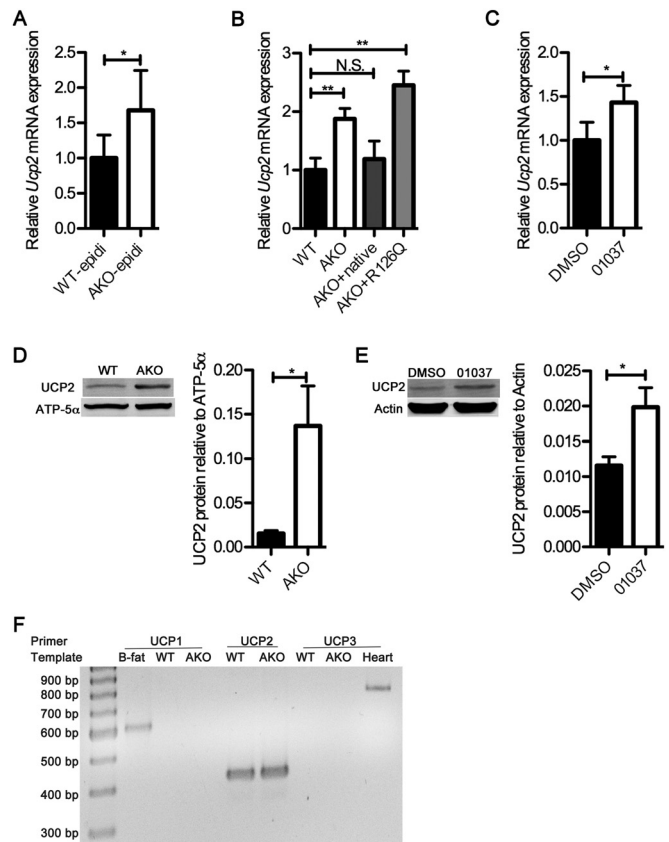 A
Relative Ucp2 mRNA expression
2.5
2.0
1.5
1.0
0.5
0.0
*
WT-epidi
AKO-epidi
B
Relative Ucp2 mRNA expression
3
2
1
0
**
N.S.
**
WT
AKO
AKO+native
AKO+R126Q
C
Relative Ucp2 mRNA expression
2.0
1.5
1.0
0.5
0.0
*
DMSO
01037
D
WT AKO
UCP2
ATP-5α
UCP2 protein relative to ATP-5α
0.20
0.15
0.10
0.05
0.00
*
WT
AKO
E
DMSO 01037
UCP2
Actin
UCP2 protein relative to Actin
0.025
0.020
0.015
0.010
0.005
0.000
*
DMSO
01037
F
Primer UCP1 UCP2 UCP3
Template B-fat WT AKO WT AKO WT AKO Heart
900 bp
800 bp
700 bp
600 bp
500 bp
400 bp
300 bp